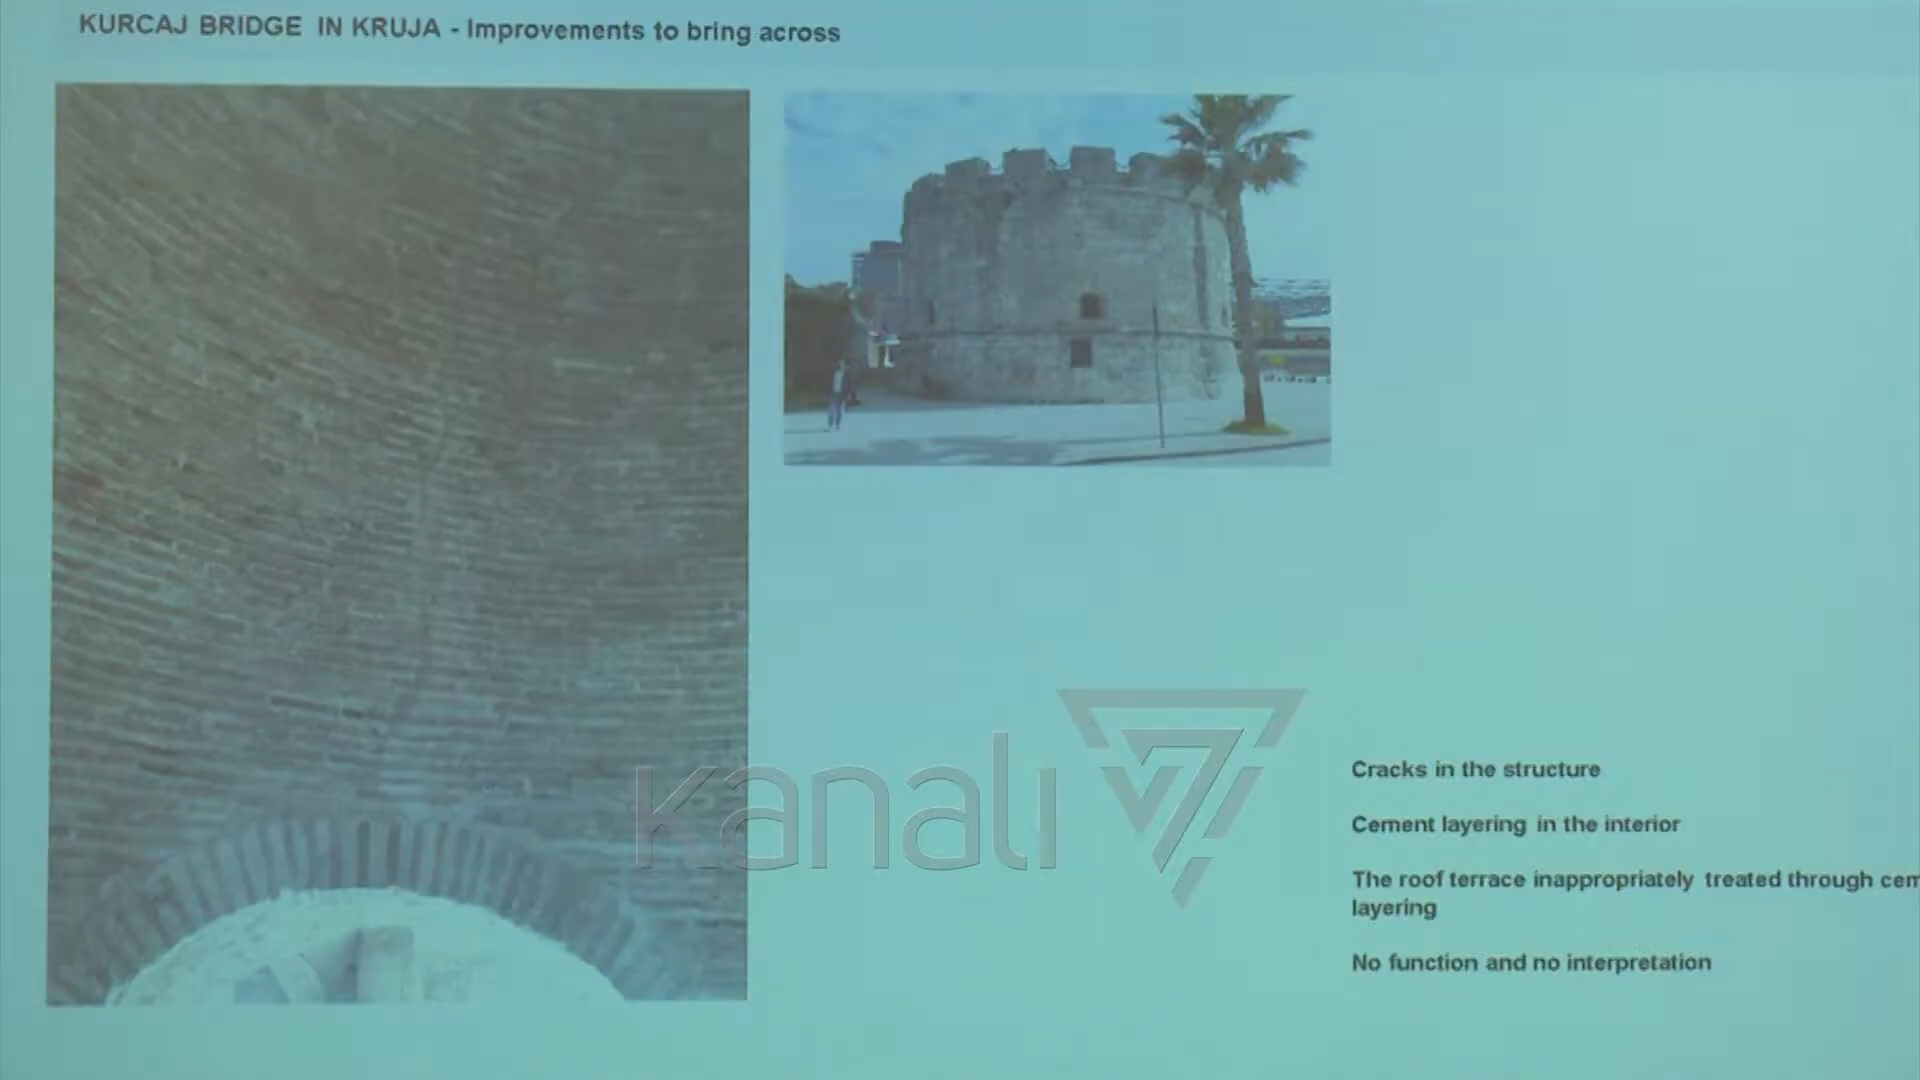 KURCAJ BRIDGE IN KRUJA - Improvements to bring across
kanali 7
Cracks in the structure
Cement layering in the interior
The roof terrace inappropriately treated through cem
layering
No function and no interpretation